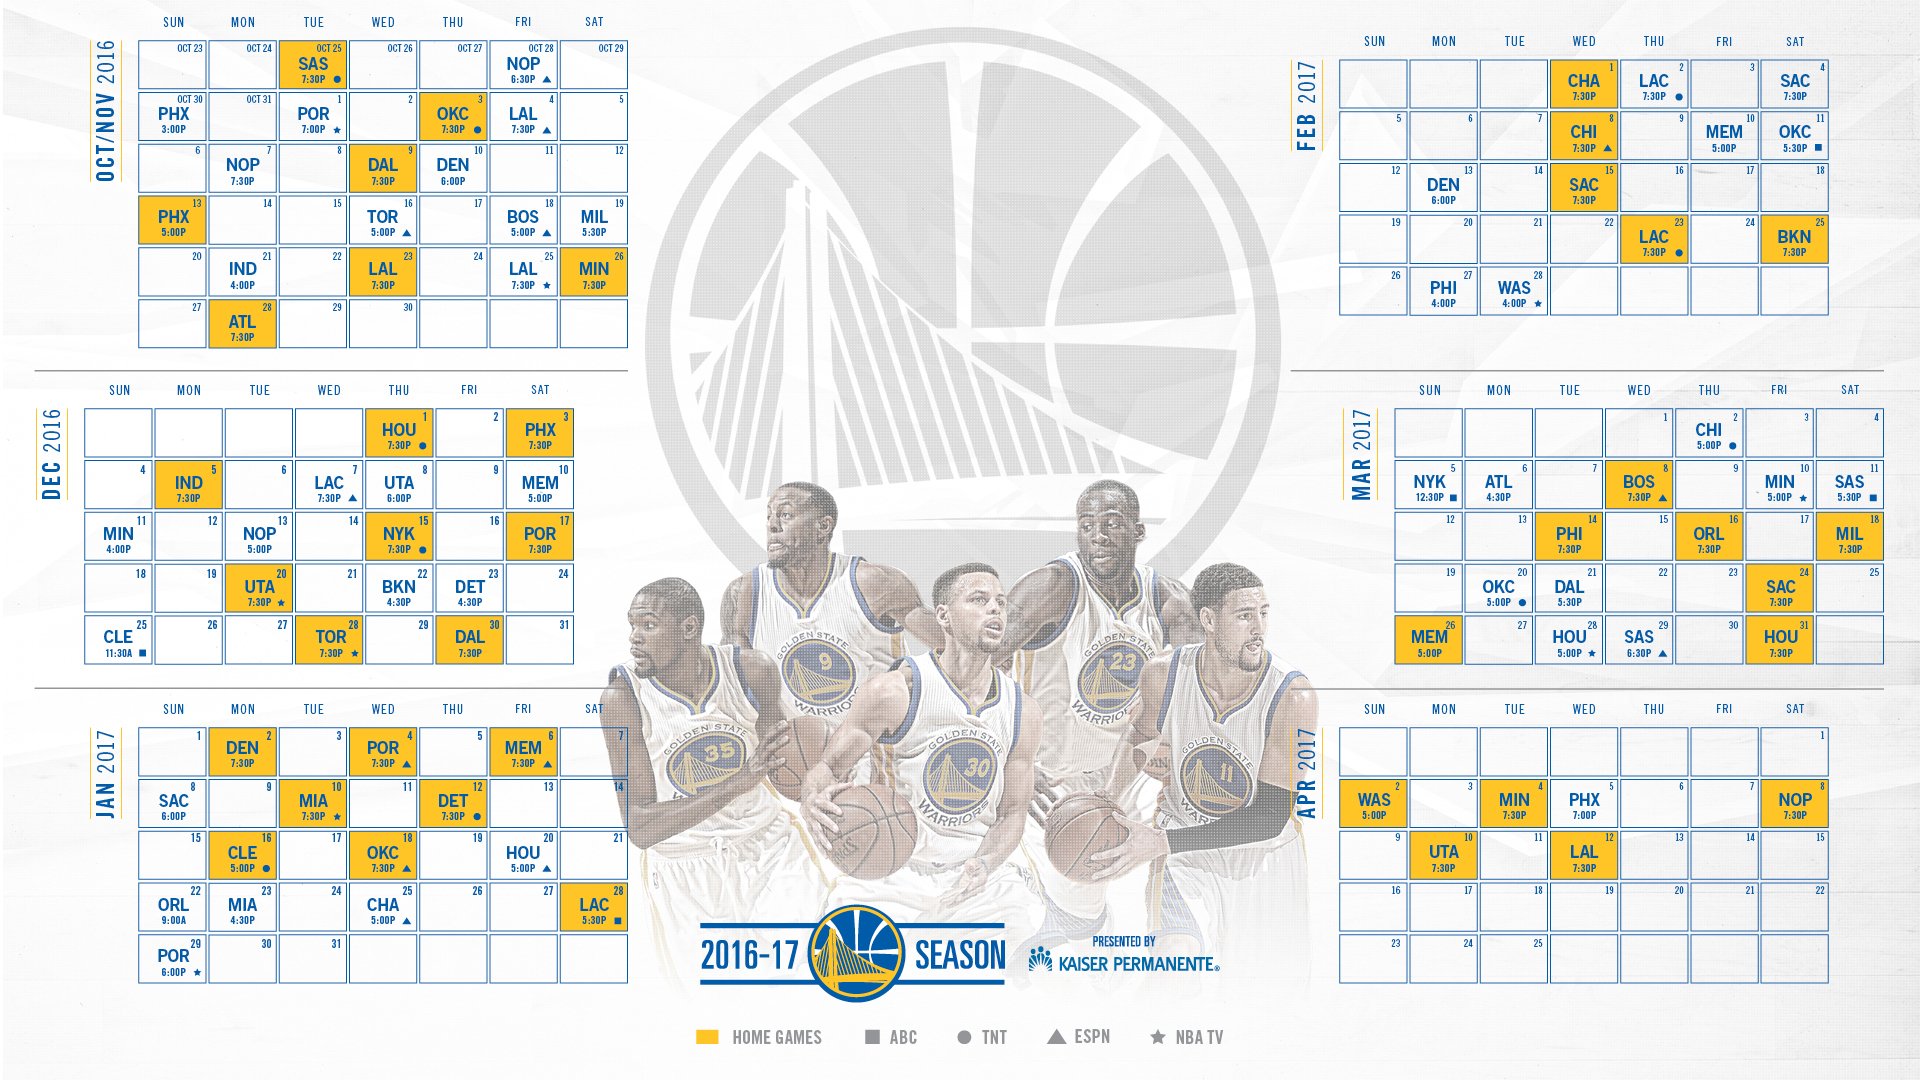 OCT/NOV 2016
SUN MON TUE WED THU FRI SAT
OCT 23 OCT 24 OCT 25 OCT 26 OCT 27 OCT 28 OCT 29
SAS NOP
7:30P 6:30P
OCT 30 OCT 31 1 2 3 4 5
PHX POR OKC LAL
3:00P 7:00P 7:30P 7:30P
6 7 8 9 10 11 12
NOP DAL DEN
7:30P 7:30P 6:00P
13 14 15 16 17 18 19
PHX TOR BOS MIL
5:00P 5:00P 5:00P 5:30P
20 21 22 23 24 25 26
IND LAL LAL MIN
4:00P 7:30P 7:30P 7:30P
27 28 29 30
ATL
7:30P
DEC 2016
SUN MON TUE WED THU FRI SAT
1 2 3
HOU PHX
7:30P 7:30P
4 5 6 7 8 9 10
IND LAC UTA MEM
7:30P 7:30P 6:00P 5:00P
11 12 13 14 15 16 17
MIN NOP NYK POR
4:00P 5:00P 7:30P 7:30P
18 19 20 21 22 23 24
UTA BKN DET
7:30P 4:30P 4:30P
25 26 27 28 29 30 31
CLE TOR DAL
11:30A 7:30P 7:30P
JAN 2017
SUN MON TUE WED THU FRI SAT
1 2 3 4 5 6 7
DEN POR MEM
7:30P 7:30P 7:30P
8 9 10 11 12 13 14
SAC MIA DET
6:00P 7:30P 7:30P
15 16 17 18 19 20 21
CLE OKC HOU
5:00P 7:30P 5:00P
22 23 24 25 26 27 28
ORL MIA CHA LAC
9:00A 4:30P 5:00P 5:30P
29 30 31
POR
6:00P
FEB 2017
SUN MON TUE WED THU FRI SAT
1 2 3 4
CHA LAC SAC
7:30P 7:30P 7:30P
5 6 7 8 9 10 11
CHI MEM OKC
7:30P 5:00P 5:30P
12 13 14 15 16 17 18
DEN SAC
6:00P 7:30P
19 20 21 22 23 24 25
LAC BKN
7:30P 7:30P
26 27 28
PHI WAS
4:00P 4:00P
MAR 2017
SUN MON TUE WED THU FRI SAT
1 2 3 4
CHI
5:00P
5 6 7 8 9 10 11
NYK ATL BOS MIN SAS
12:30P 4:30P 7:30P 5:00P 5:30P
12 13 14 15 16 17 18
PHI ORL MIL
7:30P 7:30P 7:30P
19 20 21 22 23 24 25
OKC DAL SAC
5:00P 5:30P 7:30P
26 27 28 29 30 31
MEM HOU SAS HOU
5:00P 5:00P 6:30P 7:30P
APR 2017
SUN MON TUE WED THU FRI SAT
1
2 3 4 5 6 7 8
WAS MIN PHX NOP
5:00P 7:30P 7:00P 7:30P
9 10 11 12 13 14 15
UTA LAL
7:30P 7:30P
16 17 18 19 20 21 22
23 24 25
GOLDEN STATE
35
GOLDEN STATE
9
WARRIORS
GOLDEN STATE
30
WARRIORS
GOLDEN STATE
23
WARRIORS
GOLDEN STATE
11
WARRIORS
2016-17 SEASON
PRESENTED BY
KAISER PERMANENTE®
HOME GAMES ABC TNT ESPN NBA TV